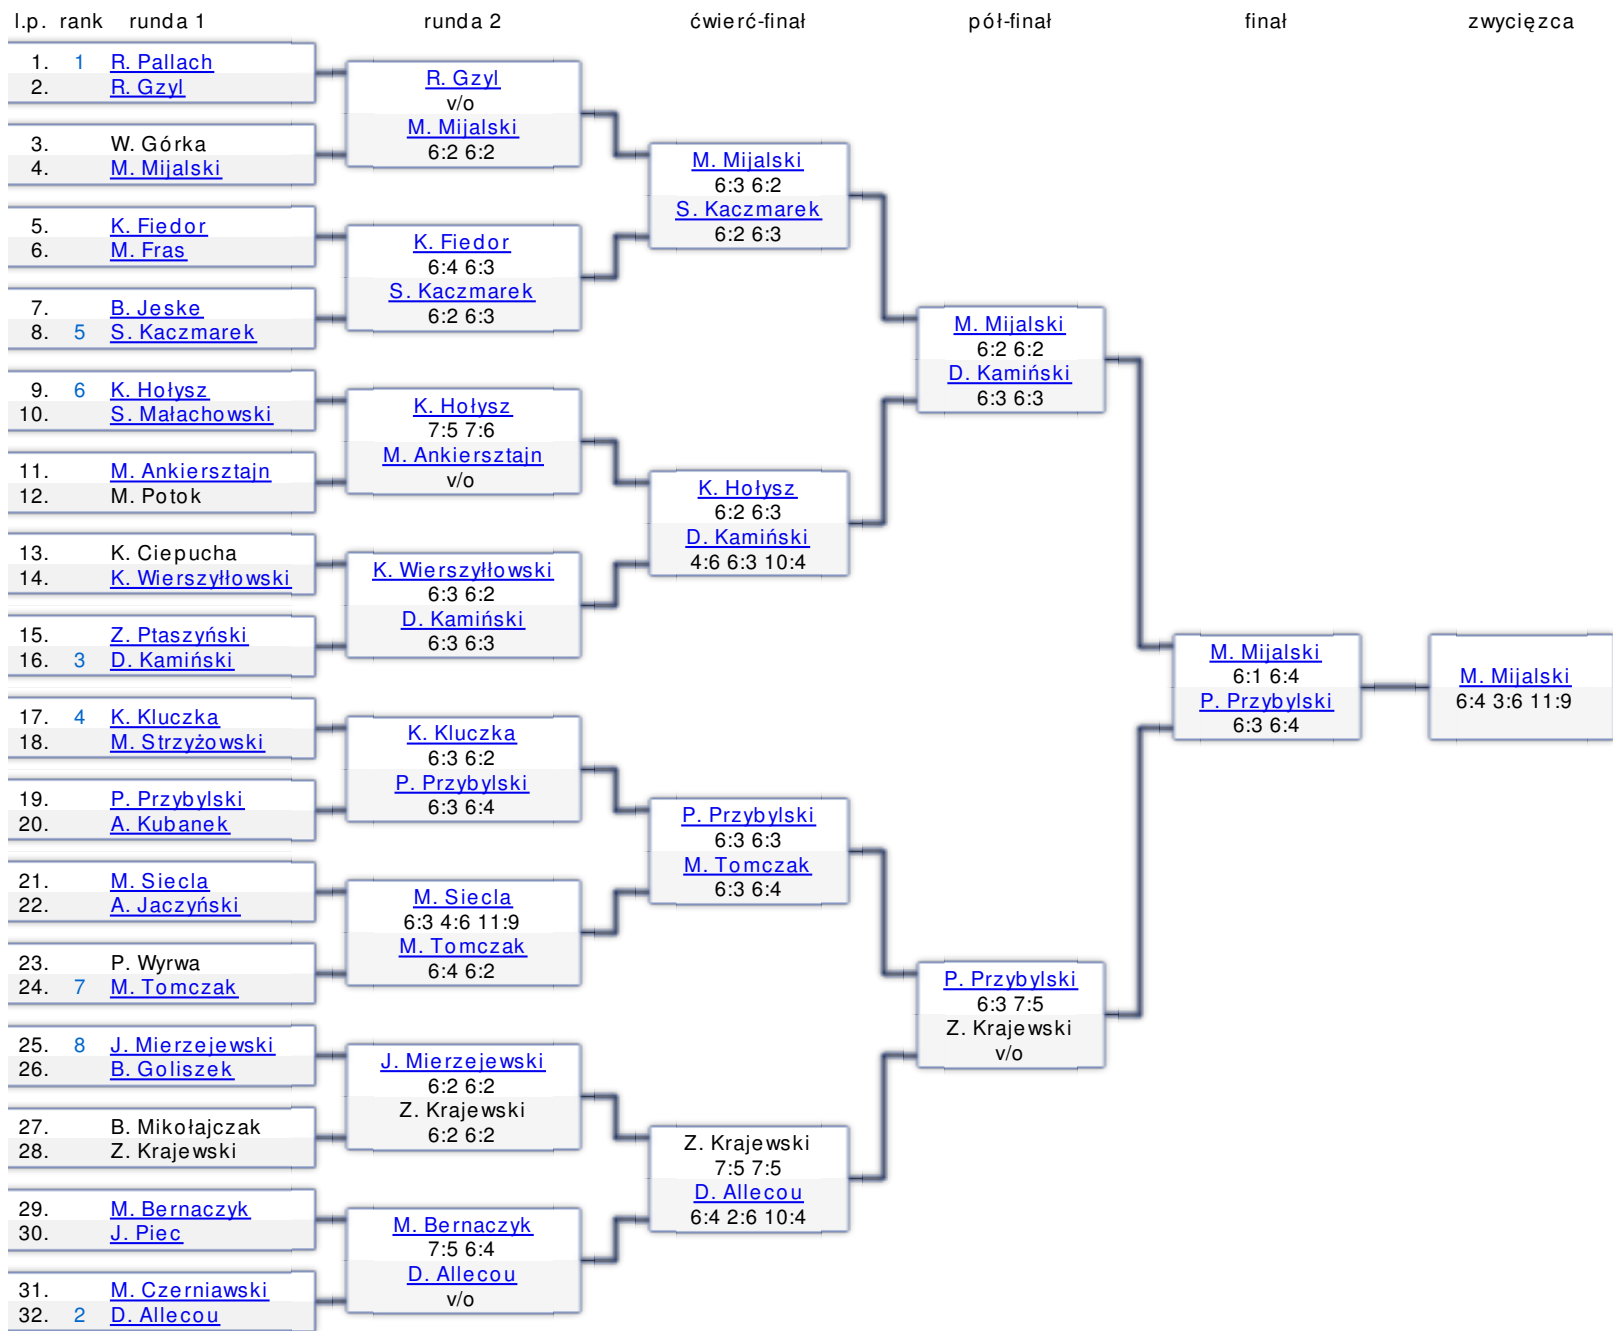 l.p. rank runda 1 runda 2 ćwierć-finał pół-finał finał zwycięzca
1. 1 R. Pallach
2. R. Gzyl
3. W. Górka
4. M. Mijalski
5. K. Fiedor
6. M. Fras
7. B. Jeske
8. 5 S. Kaczmarek
9. 6 K. Hołysz
10. S. Małachowski
11. M. Ankiersztajn
12. M. Potok
13. K. Ciepucha
14. K. Wierszyłłowski
15. Z. Ptaszyński
16. 3 D. Kamiński
17. 4 K. Kluczka
18. M. Strzyżowski
19. P. Przybylski
20. A. Kubanek
21. M. Siecla
22. A. Jaczyński
23. P. Wyrwa
24. 7 M. Tomczak
25. 8 J. Mierzejewski
26. B. Goliszek
27. B. Mikołajczak
28. Z. Krajewski
29. M. Bernaczyk
30. J. Piec
31. M. Czerniawski
32. 2 D. Allecou
R. Gzyl
v/o
M. Mijalski
6:2 6:2
K. Fiedor
6:4 6:3
S. Kaczmarek
6:2 6:3
K. Hołysz
7:5 7:6
M. Ankiersztajn
v/o
K. Wierszyłłowski
6:3 6:2
D. Kamiński
6:3 6:3
K. Kluczka
6:3 6:2
P. Przybylski
6:3 6:4
M. Siecla
6:3 4:6 11:9
M. Tomczak
6:4 6:2
J. Mierzejewski
6:2 6:2
Z. Krajewski
6:2 6:2
M. Bernaczyk
7:5 6:4
D. Allecou
v/o
M. Mijalski
6:3 6:2
S. Kaczmarek
6:2 6:3
K. Hołysz
6:2 6:3
D. Kamiński
4:6 6:3 10:4
P. Przybylski
6:3 6:3
M. Tomczak
6:3 6:4
Z. Krajewski
7:5 7:5
D. Allecou
6:4 2:6 10:4
M. Mijalski
6:2 6:2
D. Kamiński
6:3 6:3
P. Przybylski
6:3 7:5
Z. Krajewski
v/o
M. Mijalski
6:1 6:4
P. Przybylski
6:3 6:4
M. Mijalski
6:4 3:6 11:9